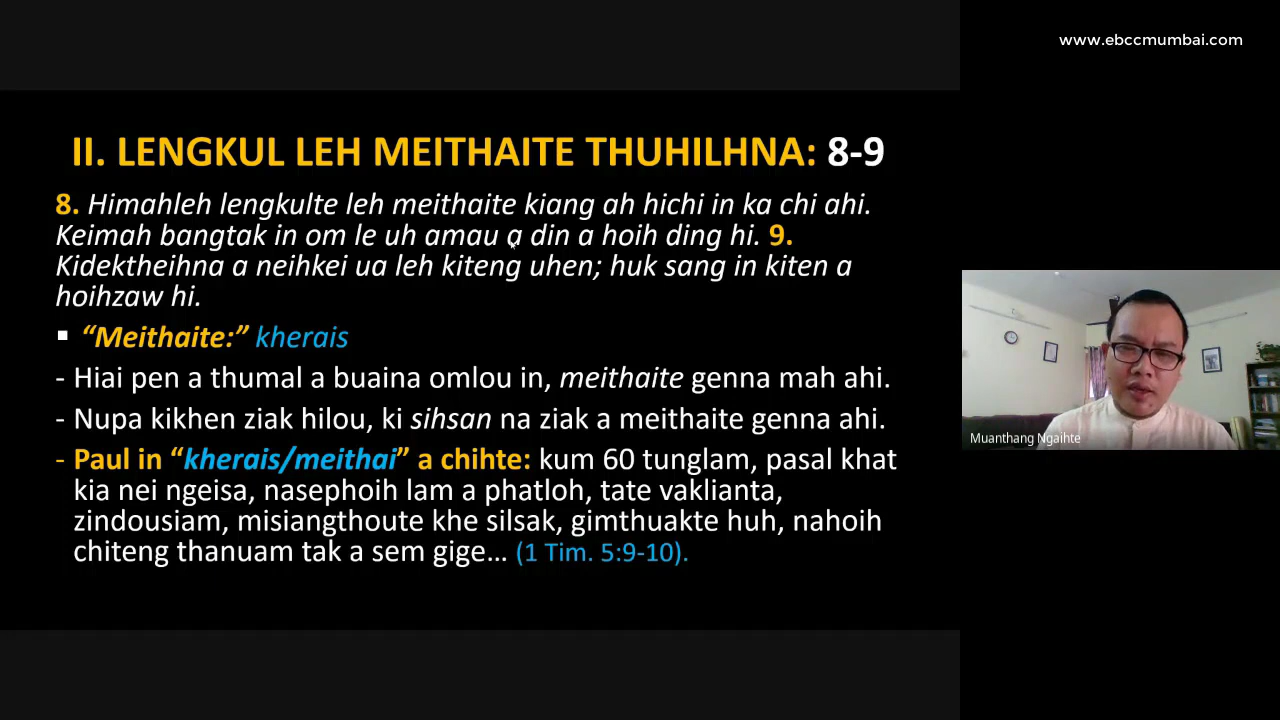 www.ebccmumbai.com
II. LENGKUL LEH MEITHAITE THUHILHNA: 8-9
8. Himahleh lengkulte leh meithaite kiang ah hichi in ka chi ahi.
Keimah bangtak in om le uh amau a din a hoih ding hi. 9.
Kidektheihna a neihkei ua leh kiteng uhen; huk sang in kiten a
hoihzaw hi.
▪ “Meithaite:” kherais
- Hiai pen a thumal a buaina omlou in, meithaite genna mah ahi.
- Nupa kikhen ziak hilou, ki sihsan na ziak a meithaite genna ahi.
- Paul in “kherais/meithai” a chihte: kum 60 tunglam, pasal khat
kia nei ngeisa, nasephoih lam a phatloh, tate vaklianta,
zindousiam, misiangthoute khe silsak, gimthuakte huh, nahoih
chiteng thanuam tak a sem gige... (1 Tim. 5:9-10).
Muanthang Ngaihte